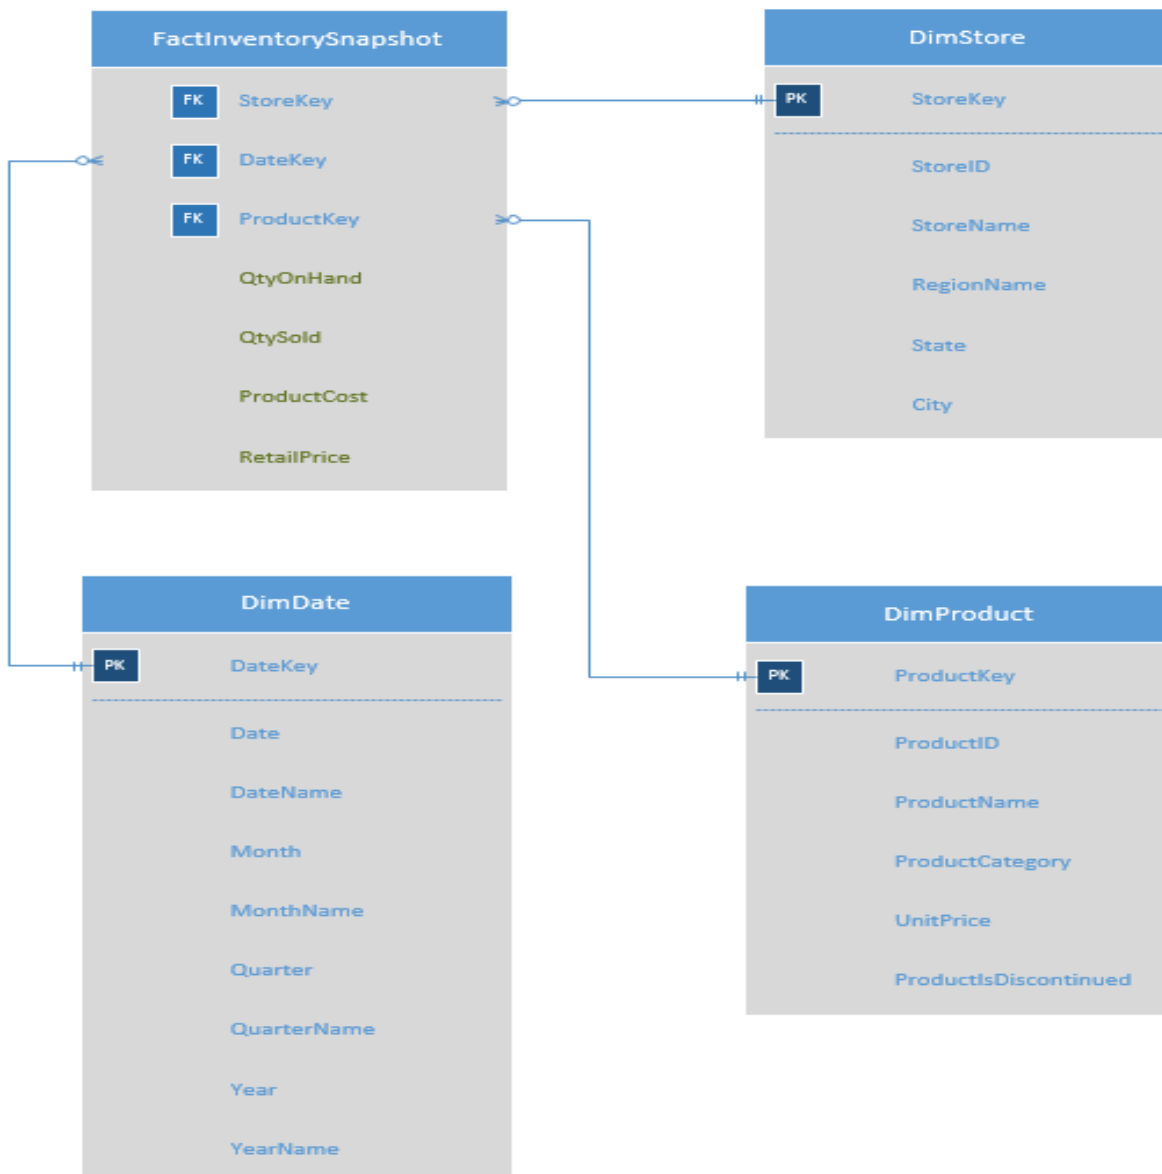 FactInventorySnapshot
FK StoreKey
FK DateKey
FK ProductKey
QtyOnHand
QtySold
ProductCost
RetailPrice
DimStore
PK StoreKey
StoreID
StoreName
RegionName
State
City
DimDate
PK DateKey
Date
DateName
Month
MonthName
Quarter
QuarterName
Year
YearName
DimProduct
PK ProductKey
ProductID
ProductName
ProductCategory
UnitPrice
ProductIsDiscontinued